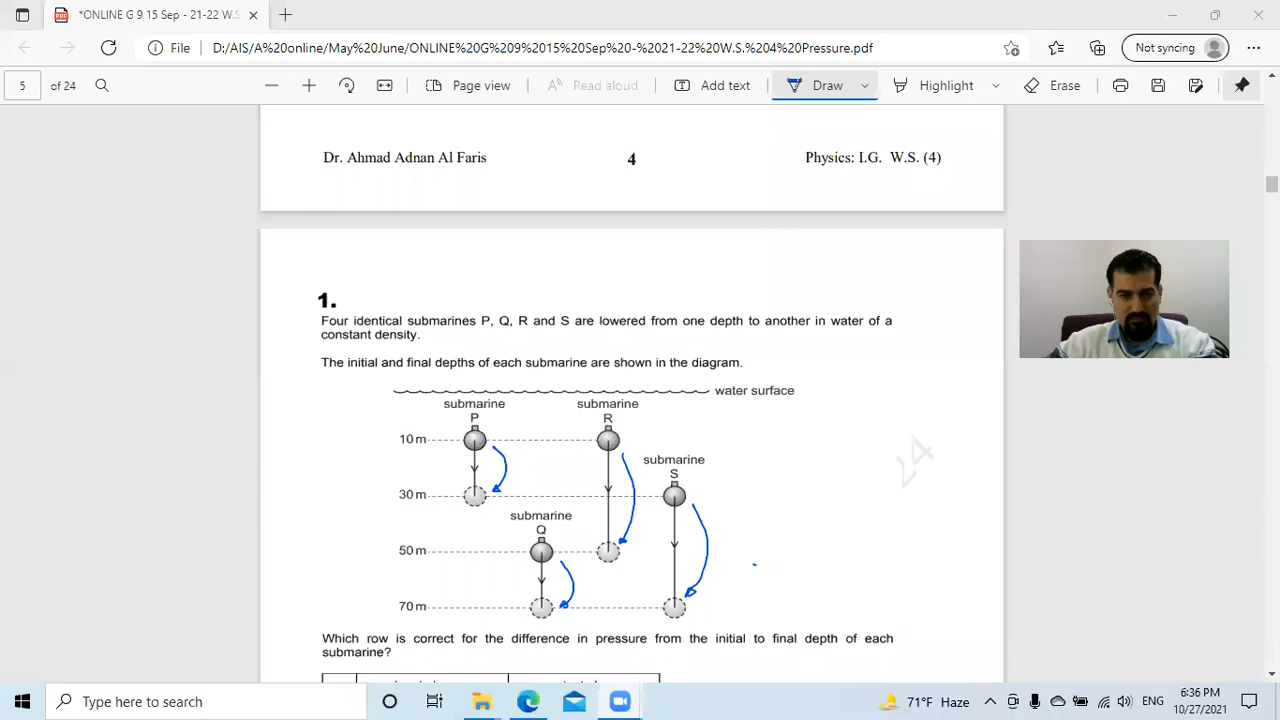 *ONLINE G 9 15 Sep - 21-22 W.S.
File
D:/AIS/A%20online/May%20June/ONLINE%20G%209%2015%20Sep%20-%2021-22%20W.S.%204%20Pressure.pdf
Not syncing
5 of 24
Page view
Read aloud
Add text
Draw
Highlight
Erase
Dr. Ahmad Adnan Al Faris
4
Physics: I.G. W.S. (4)
1.
Four identical submarines P, Q, R and S are lowered from one depth to another in water of a
constant density.
The initial and final depths of each submarine are shown in the diagram.
water surface
submarine
P
submarine
R
10 m
submarine
S
30 m
submarine
Q
50 m
70 m
24
Which row is correct for the difference in pressure from the initial to final depth of each
submarine?
Type here to search
71°F Haze
ENG
6:36 PM
10/27/2021